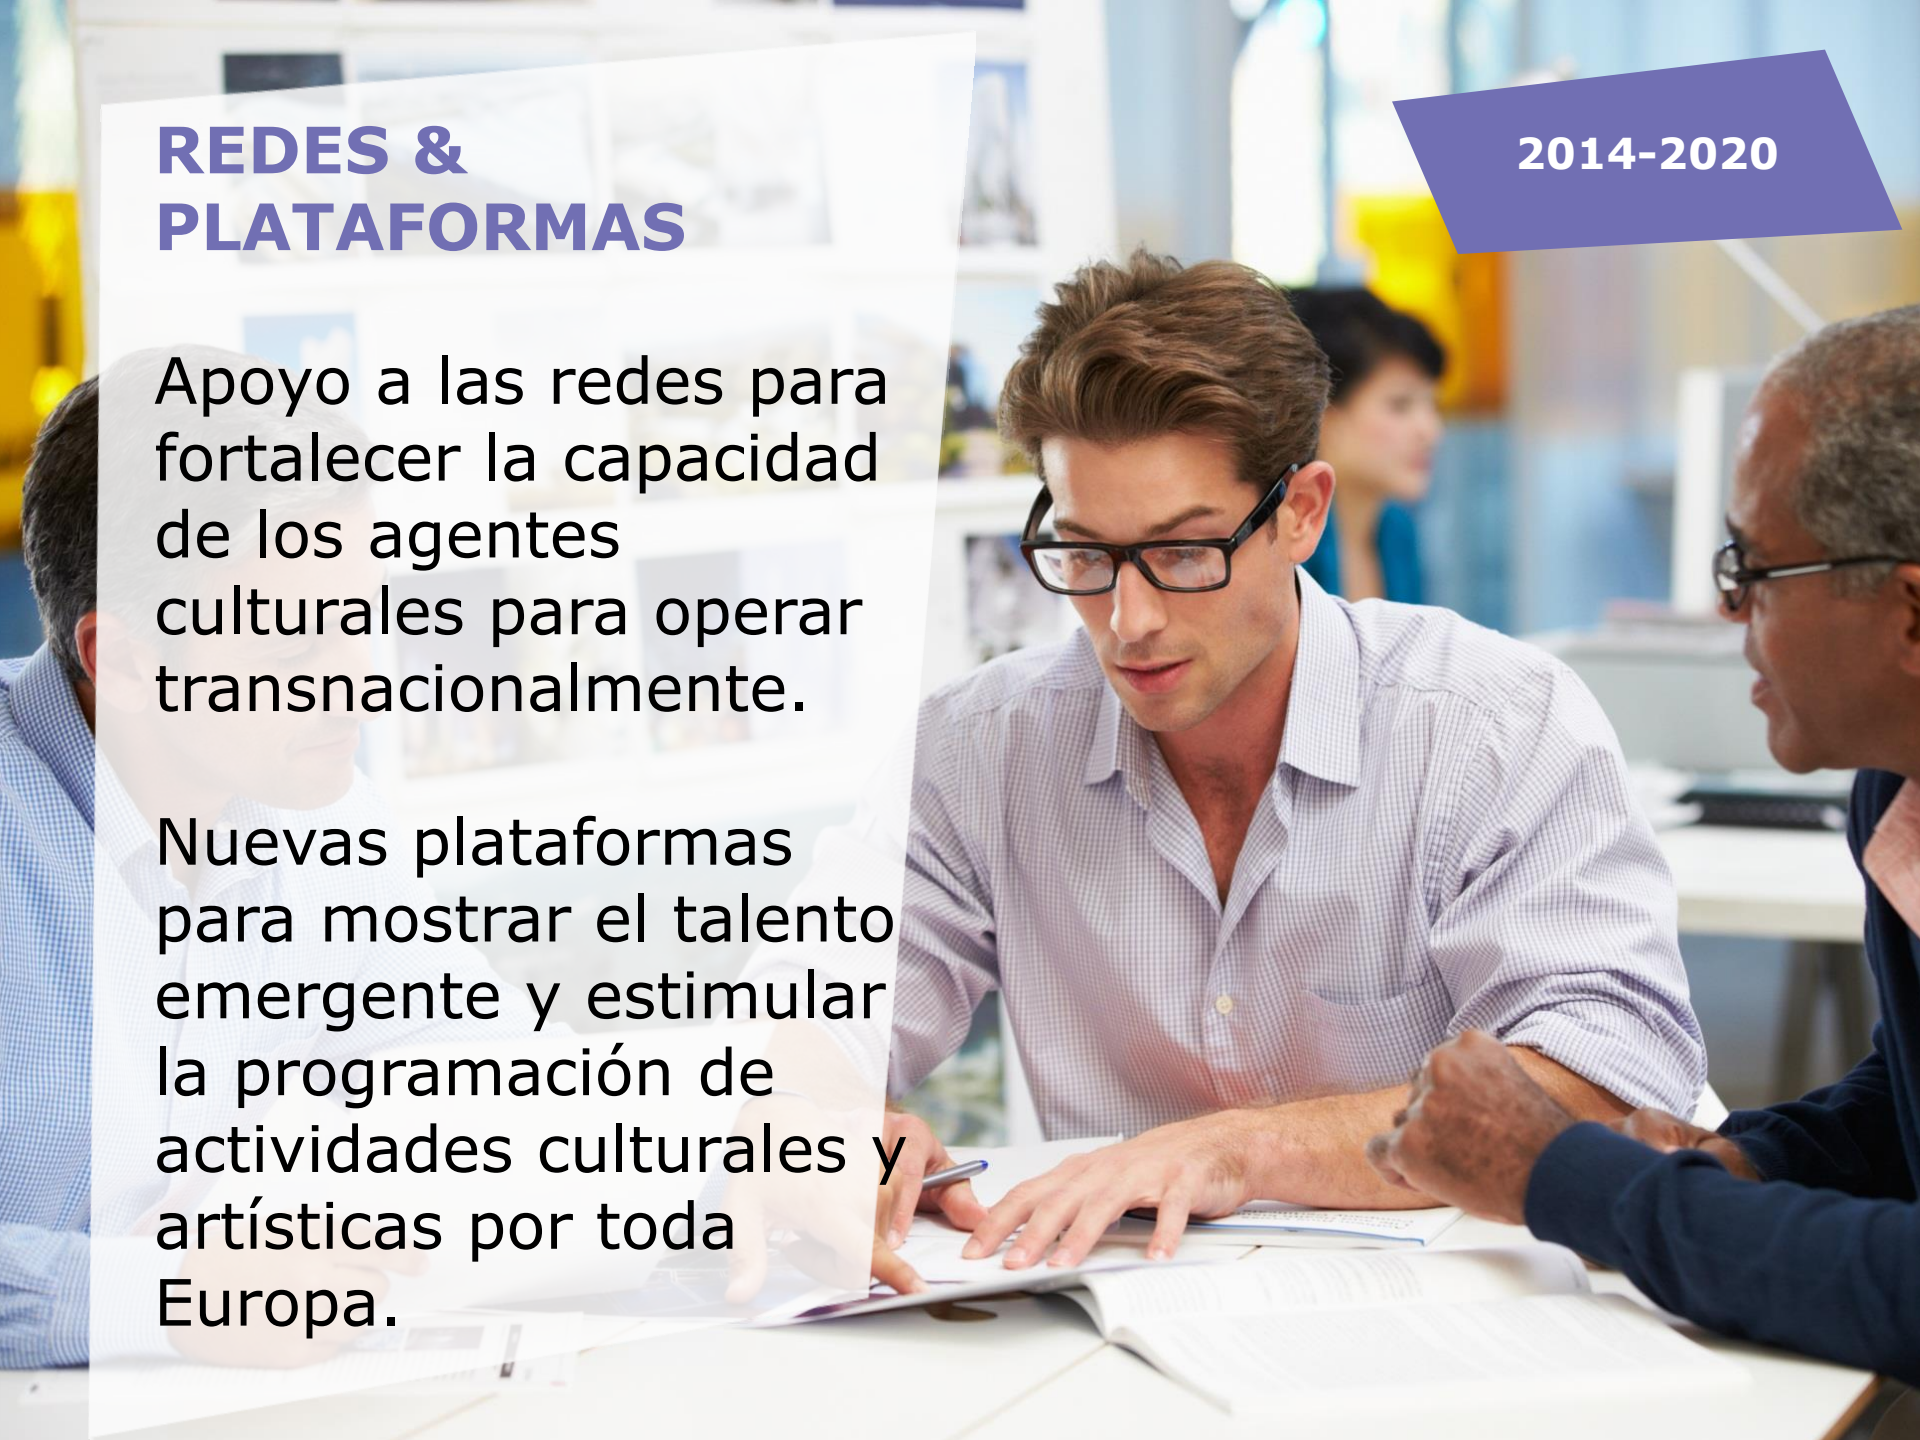 REDES &
PLATAFORMAS
2014-2020
Apoyo a las redes para
fortalecer la capacidad
de los agentes
culturales para operar
transnacionalmente.
Nuevas plataformas
para mostrar el talento
emergente y estimular
la programación de
actividades culturales y
artísticas por toda
Europa.